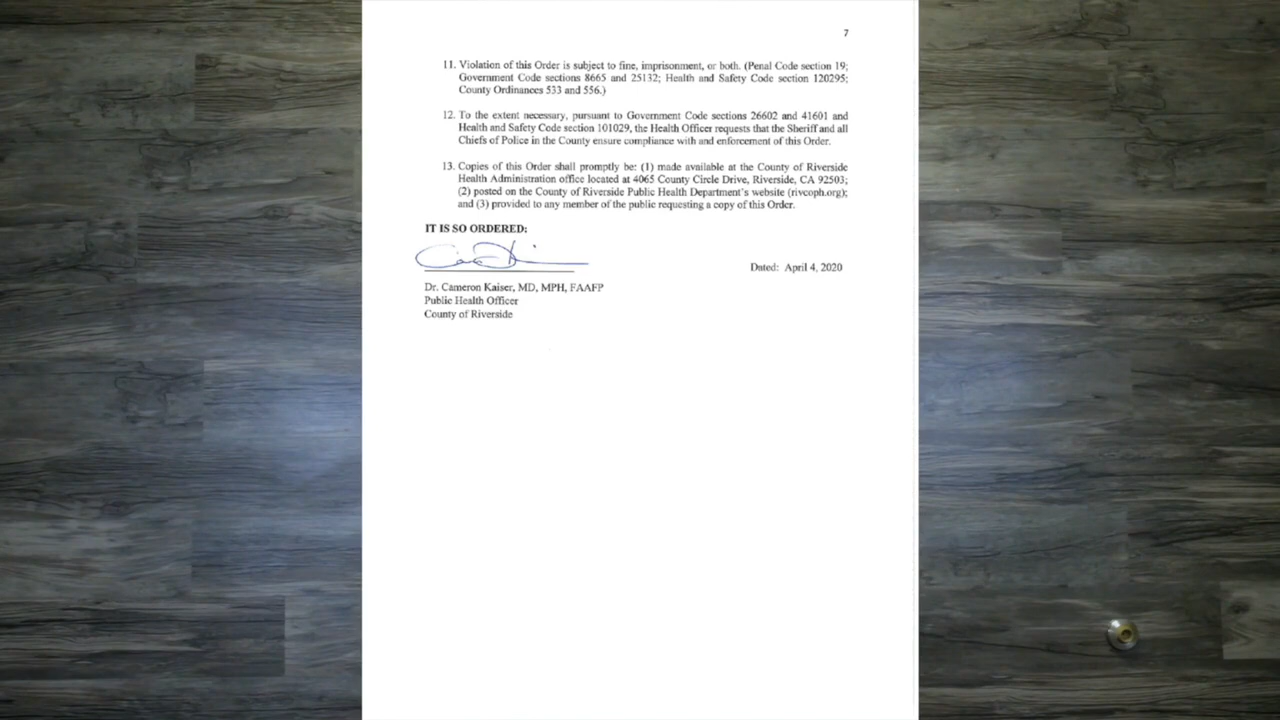 7
11. Violation of this Order is subject to fine, imprisonment, or both. (Penal Code section 19;
Government Code sections 8665 and 25132; Health and Safety Code section 120295;
County Ordinances 533 and 556.)
12. To the extent necessary, pursuant to Government Code sections 26602 and 41601 and
Health and Safety Code section 101029, the Health Officer requests that the Sheriff and all
Chiefs of Police in the County ensure compliance with and enforcement of this Order.
13. Copies of this Order shall promptly be: (1) made available at the County of Riverside
Health Administration office located at 4065 County Circle Drive, Riverside, CA 92503;
(2) posted on the County of Riverside Public Health Department's website (rivcoph.org);
and (3) provided to any member of the public requesting a copy of this Order.
IT IS SO ORDERED:
Dated: April 4, 2020
Dr. Cameron Kaiser, MD, MPH, FAAFP
Public Health Officer
County of Riverside